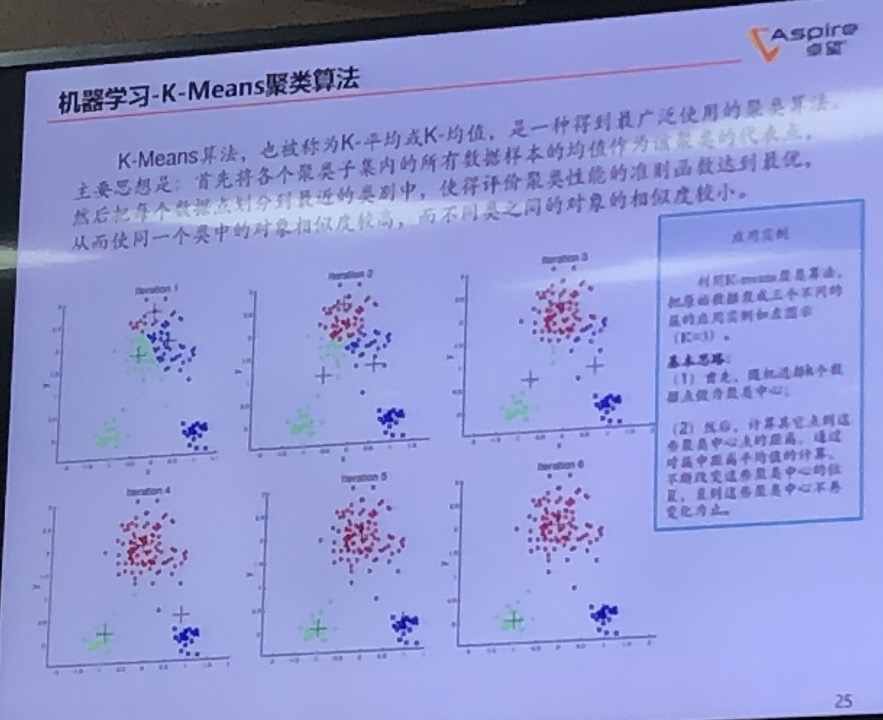 Aspire
卓望
机器学习-K-Means聚类算法
K-Means算法，也被称为K-平均或K-均值，是一种得到最广泛使用的聚类算法。
主要思想是：首先将各个聚类子集内的所有数据样本的均值作为该聚类的代表点，
然后把每个数据点划分到最近的类别中，使得评价聚类性能的准则函数达到最优，
从而使同一个类中的对象相似度较高，而不同类之间的对象的相似度较小。
Iteration 1
Iteration 2
Iteration 3
Iteration 4
Iteration 5
Iteration 6
应用实例
利用K-means聚类算法，
把原始数据聚成三个不同的
簇的应用实例如左图示
（K=3）。
基本思路：
（1）首先，随机选择k个数
据点做为聚类中心；
（2）然后，计算其它点到这
些聚类中心点的距离，通过
对簇中距离平均值的计算，
不断改变这些聚类中心的位
置，直到这些聚类中心不再
变化为止。
25